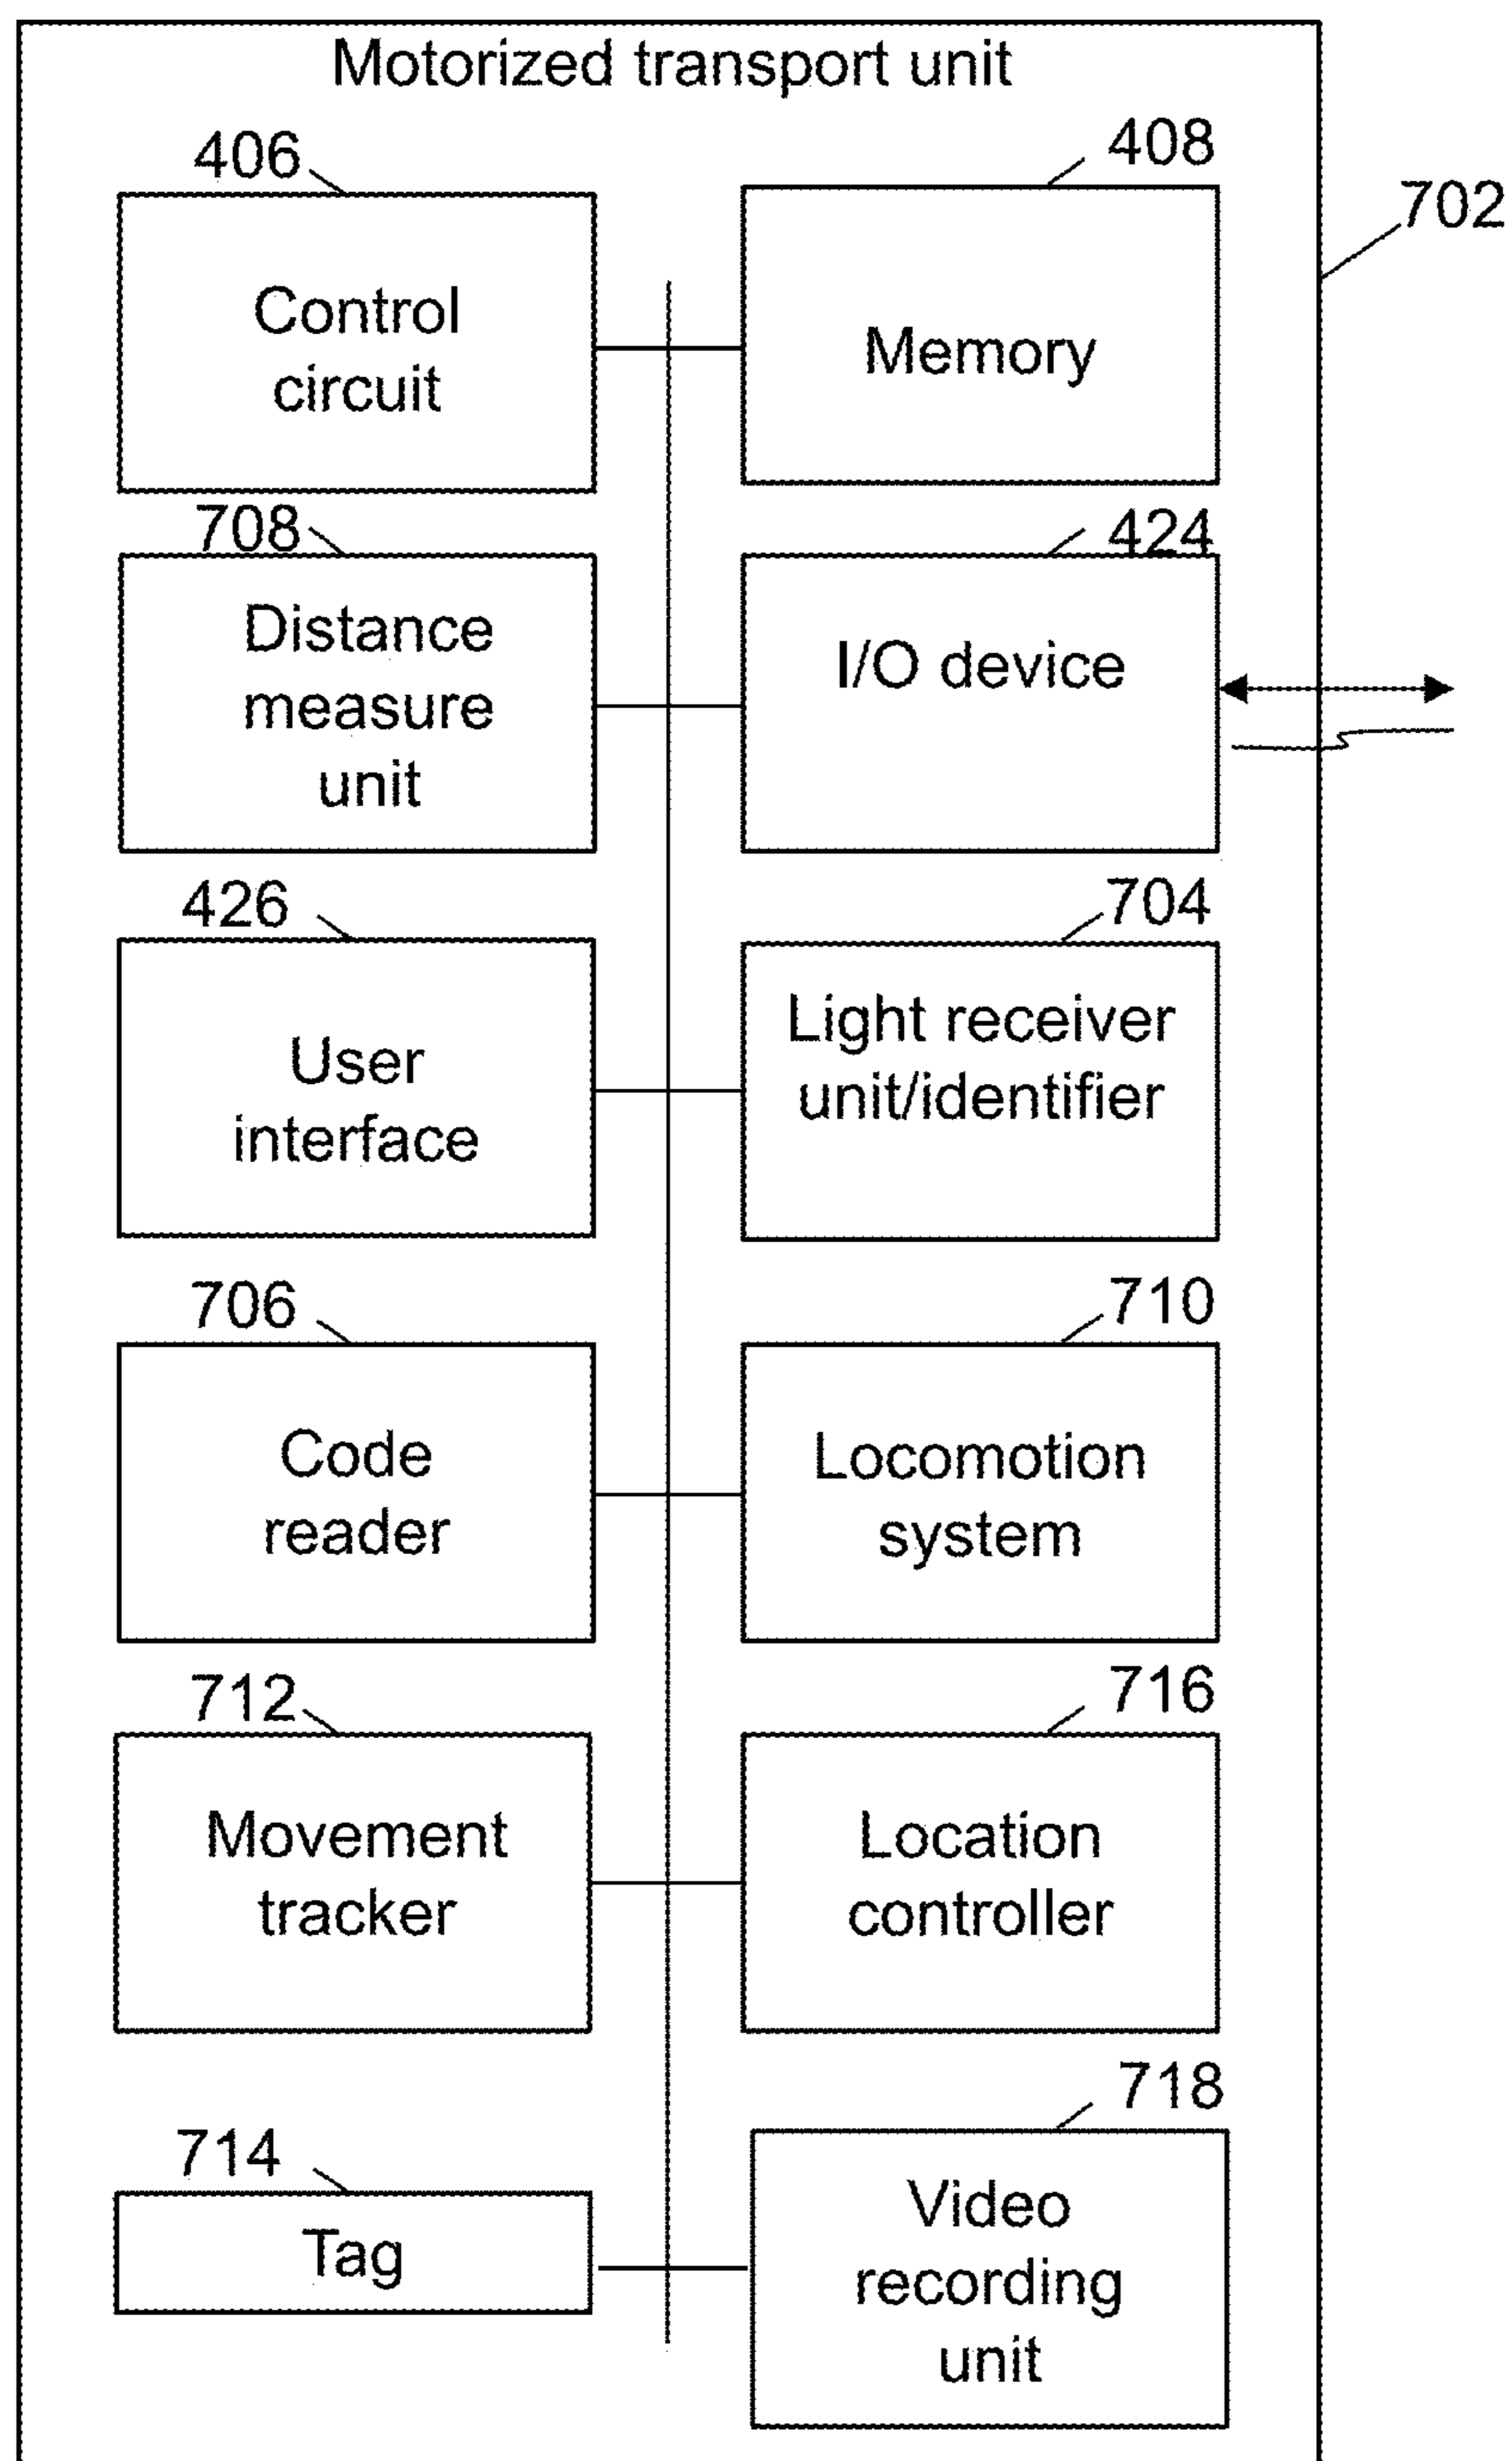 Motorized transport unit
406
408
702
Control
circuit
Memory
708
424
Distance
measure
unit
I/O device
426
704
User
interface
Light receiver
unit/identifier
706
710
Code
reader
Locomotion
system
712
716
Movement
tracker
Location
controller
714
718
Tag
Video
recording
unit